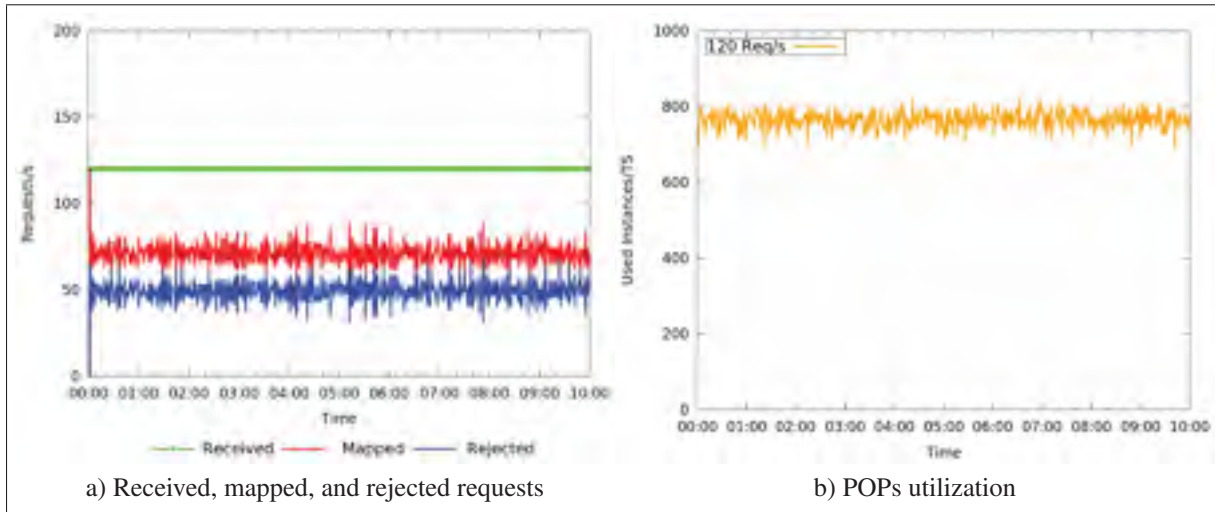 200
150
100
50
0
Requests/s
00:00 01:00 02:00 03:00 04:00 05:00 06:00 07:00 08:00 09:00 10:00
Time
Received Mapped Rejected
a) Received, mapped, and rejected requests
120 Req/s
1000
800
600
400
200
0
Used Instances/TS
00:00 01:00 02:00 03:00 04:00 05:00 06:00 07:00 08:00 09:00 10:00
Time
b) POPs utilization